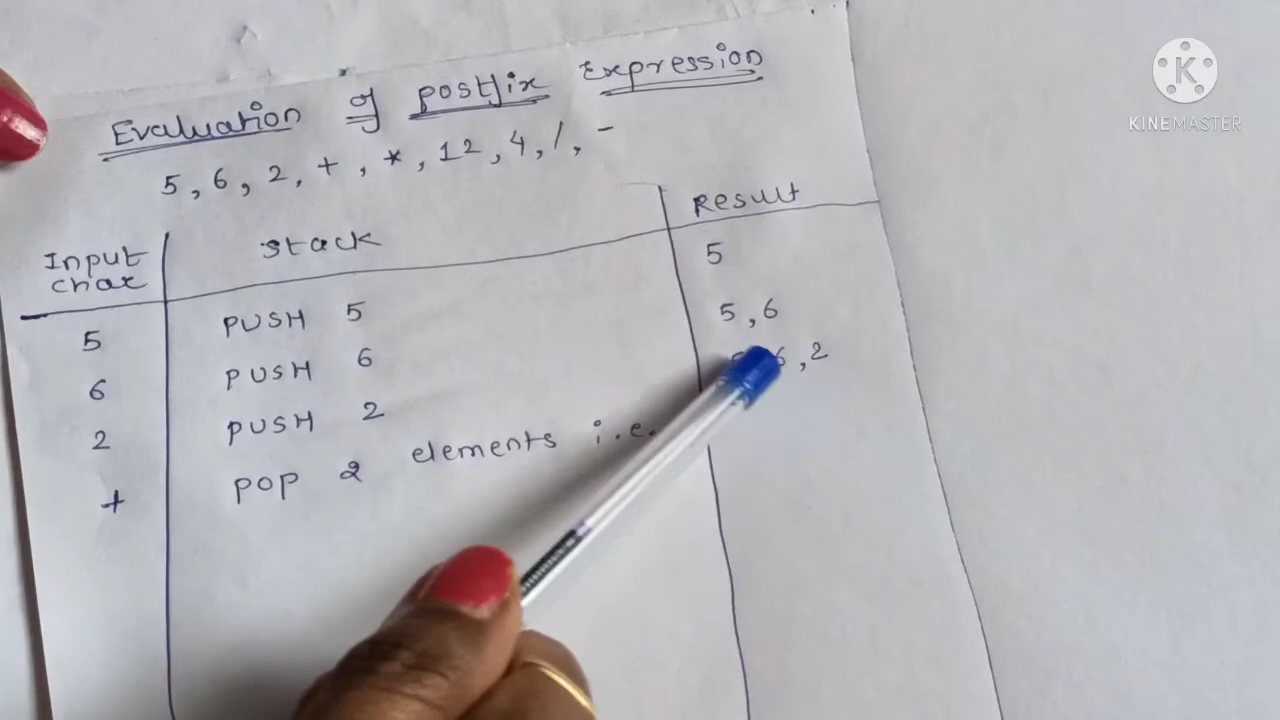 Evaluation of postfix Expression
5, 6, 2, +, *, 12, 4, /, -
Input char Stack Result
5 PUSH 5 5
6 PUSH 6 5, 6
2 PUSH 2 6, 2
+ POP 2 elements i.e.
KINEMASTER